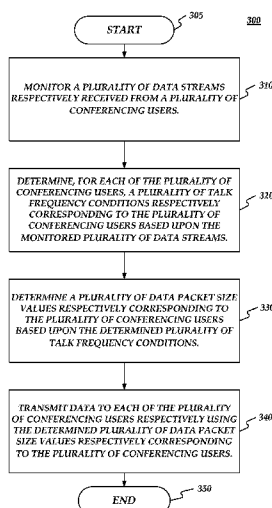 START
305
300
MONITOR A PLURALITY OF DATA STREAMS
RESPECTIVELY RECEIVED FROM A PLURALITY OF
CONFERENCING USERS.
310
DETERMINE, FOR EACH OF THE PLURALITY OF
CONFERENCING USERS, A PLURALITY OF TALK
FREQUENCY CONDITIONS RESPECTIVELY
CORRESPONDING TO THE PLURALITY OF
CONFERENCING USERS BASED UPON THE
MONITORED PLURALITY OF DATA STREAMS.
320
DETERMINE A PLURALITY OF DATA PACKET SIZE
VALUES RESPECTIVELY CORRESPONDING TO
THE PLURALITY OF CONFERENCING USERS
BASED UPON THE DETERMINED PLURALITY OF
TALK FREQUENCY CONDITIONS.
330
TRANSMIT DATA TO EACH OF THE PLURALITY
OF CONFERENCING USERS RESPECTIVELY USING
THE DETERMINED PLURALITY OF DATA PACKET
SIZE VALUES RESPECTIVELY CORRESPONDING
TO THE PLURALITY OF CONFERENCING USERS.
340
END
350